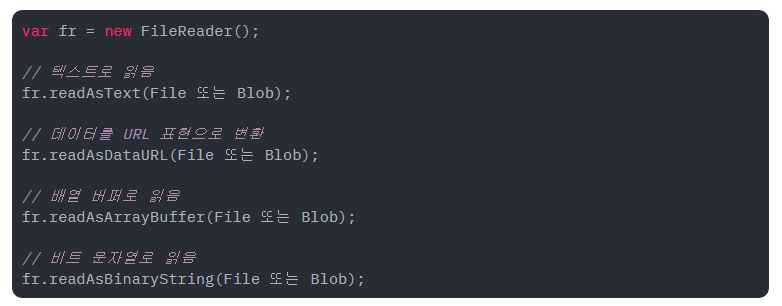 var fr = new FileReader();
// 텍스트로 읽음
fr.readAsText(File 또는 Blob);
// 데이터를 URL 표현으로 변환
fr.readAsDataURL(File 또는 Blob);
// 배열 버퍼로 읽음
fr.readAsArrayBuffer(File 또는 Blob);
// 비트 문자열로 읽음
fr.readAsBinaryString(File 또는 Blob);